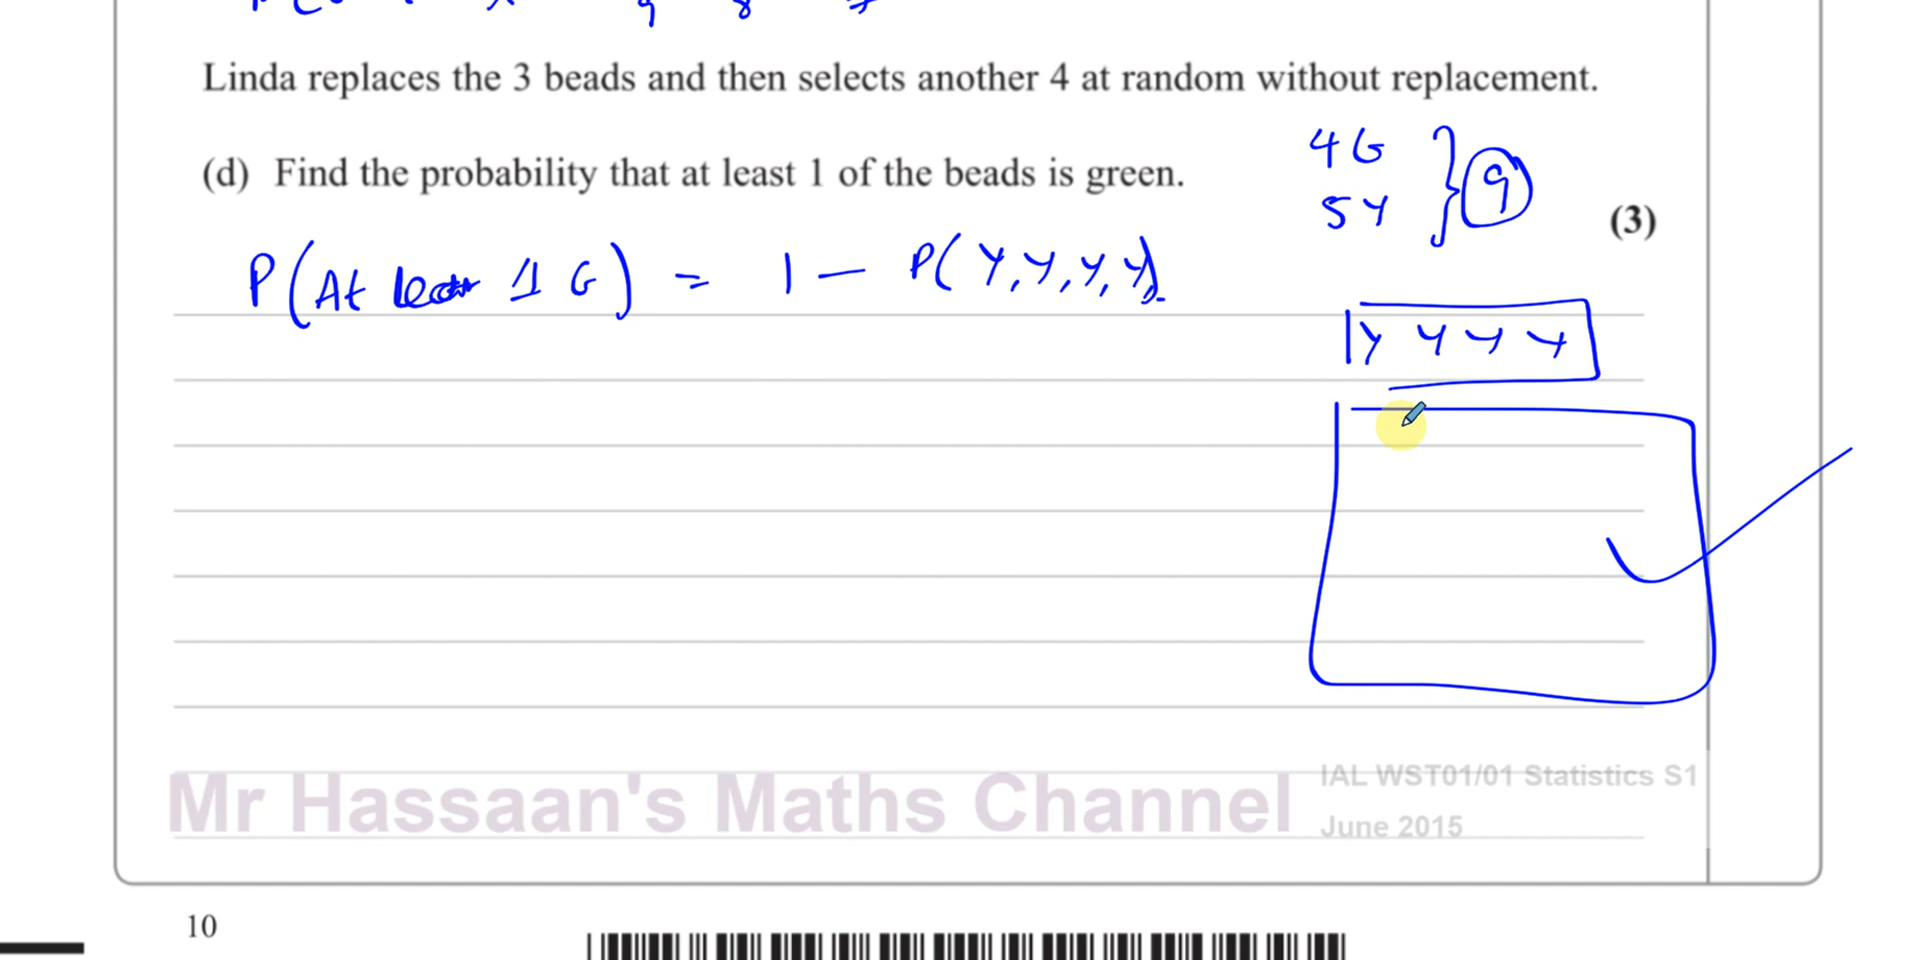 Linda replaces the 3 beads and then selects another 4 at random without replacement.
4G
5Y
9
(d) Find the probability that at least 1 of the beads is green.
(3)
P(At least 1 G) = 1 - P(Y,Y,Y,Y)
Y Y Y Y
Mr Hassaan's Maths Channel
IAL WST01/01 Statistics S1
June 2015
10